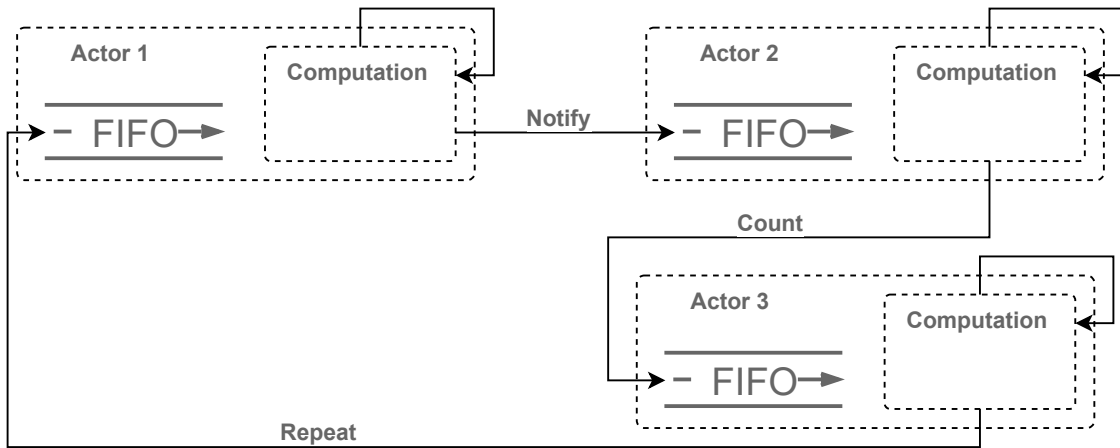 Actor 1
Computation
FIFO
Notify
Actor 2
Computation
FIFO
Count
Actor 3
Computation
FIFO
Repeat